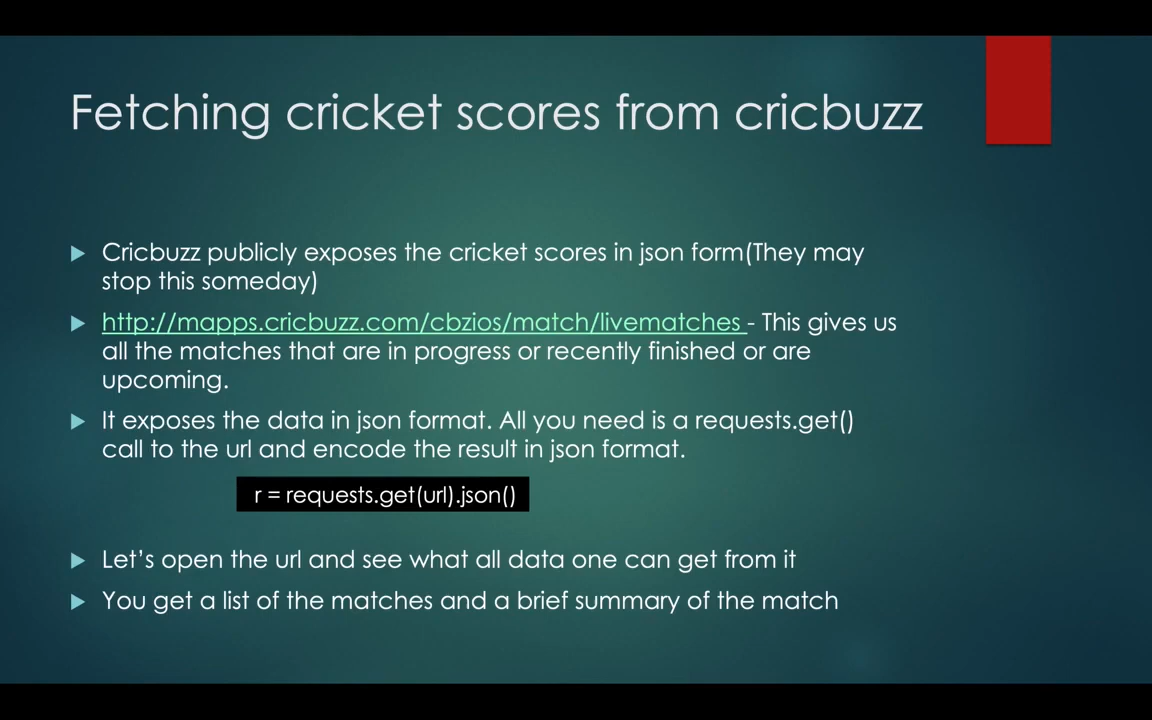 Fetching cricket scores from cricbuzz
Cricbuzz publicly exposes the cricket scores in json form(They may
stop this someday)
http://mapps.cricbuzz.com/cbzios/match/livematches - This gives us
all the matches that are in progress or recently finished or are
upcoming.
It exposes the data in json format. All you need is a requests.get()
call to the url and encode the result in json format.
r = requests.get(url).json()
Let's open the url and see what all data one can get from it
You get a list of the matches and a brief summary of the match